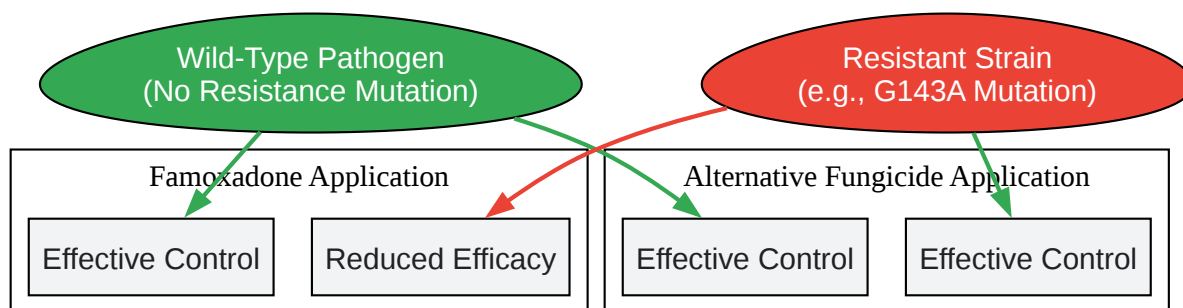 Wild-Type Pathogen
(No Resistance Mutation)
Resistant Strain
(e.g., G143A Mutation)
Famoxadone Application
Alternative Fungicide Application
Effective Control
Reduced Efficacy
Effective Control
Effective Control